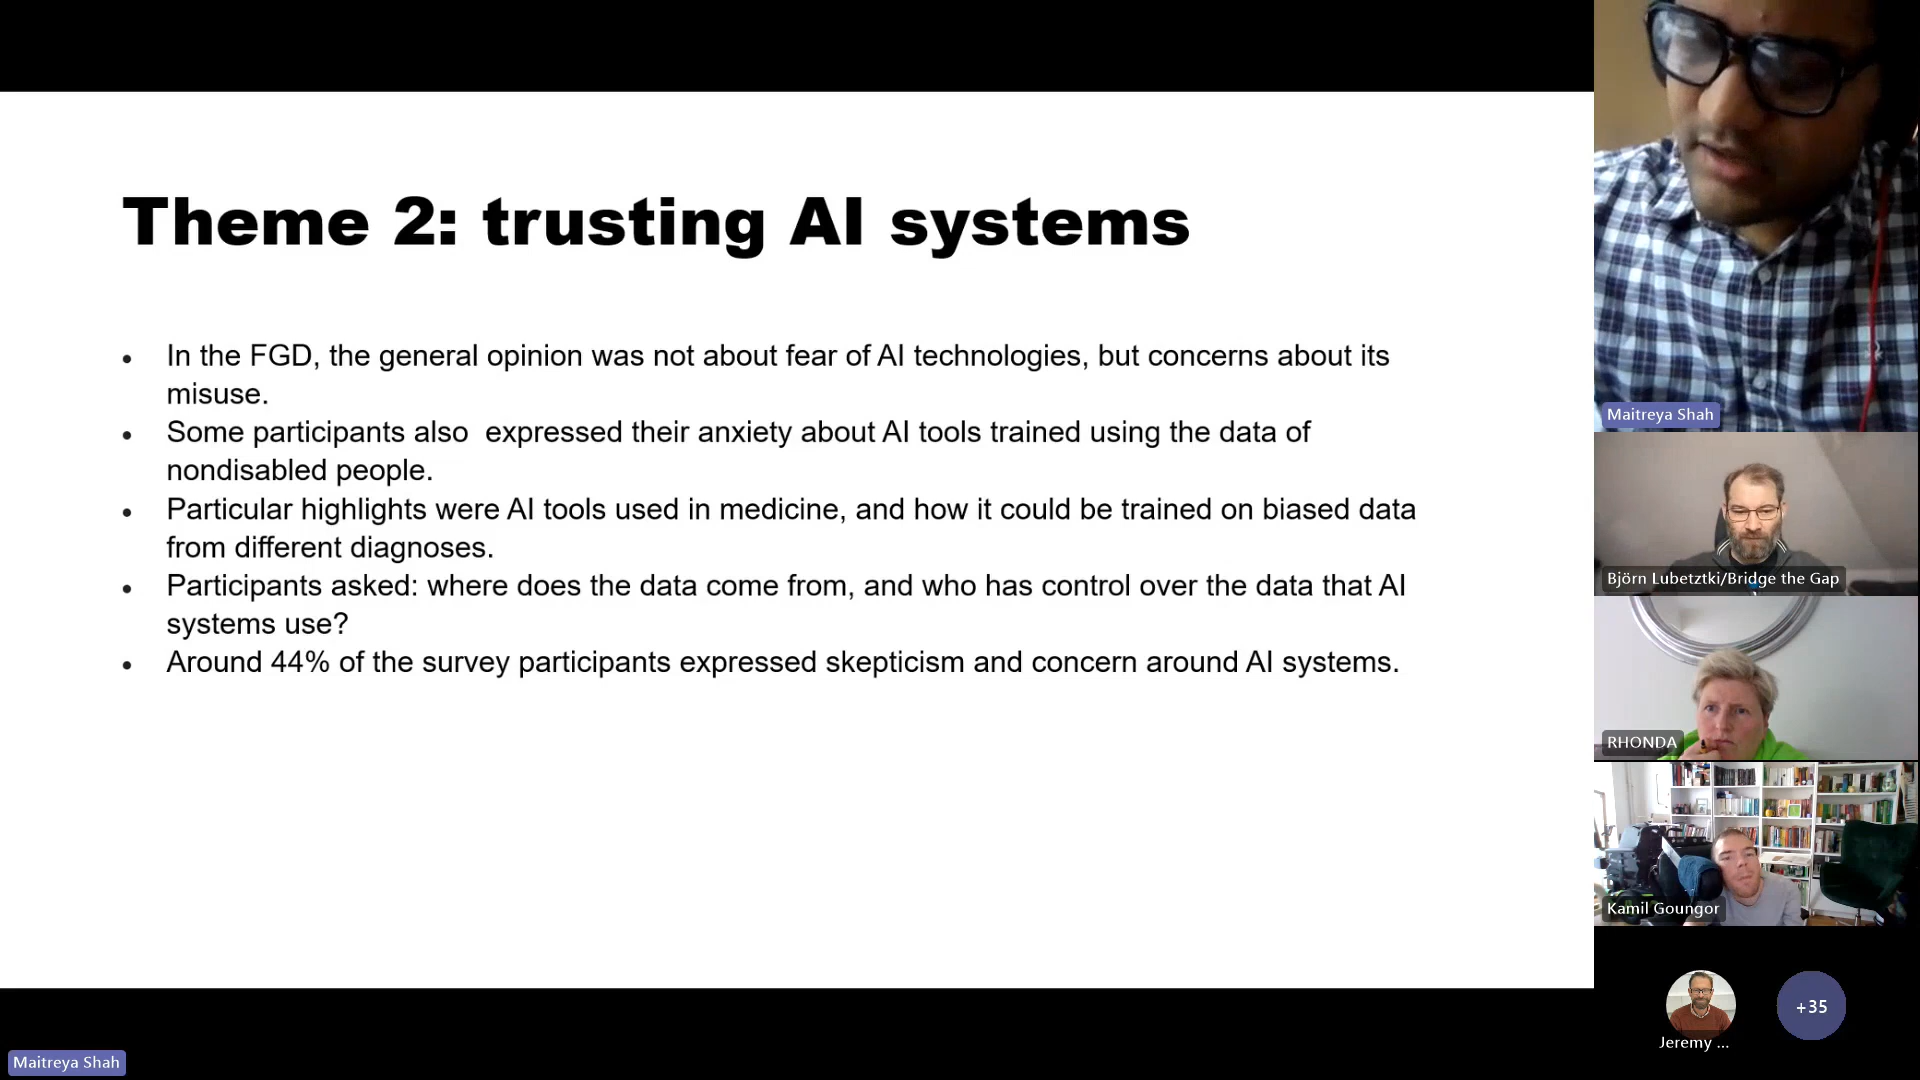 Theme 2: trusting AI systems
• In the FGD, the general opinion was not about fear of AI technologies, but concerns about its
misuse.
• Some participants also  expressed their anxiety about AI tools trained using the data of
nondisabled people.
• Particular highlights were AI tools used in medicine, and how it could be trained on biased data
from different diagnoses.
• Participants asked: where does the data come from, and who has control over the data that AI
systems use?
• Around 44% of the survey participants expressed skepticism and concern around AI systems.
Maitreya Shah
Maitreya Shah
Björn Lubetztki/Bridge the Gap
RHONDA
Kamil Goungor
Jeremy ...
+35